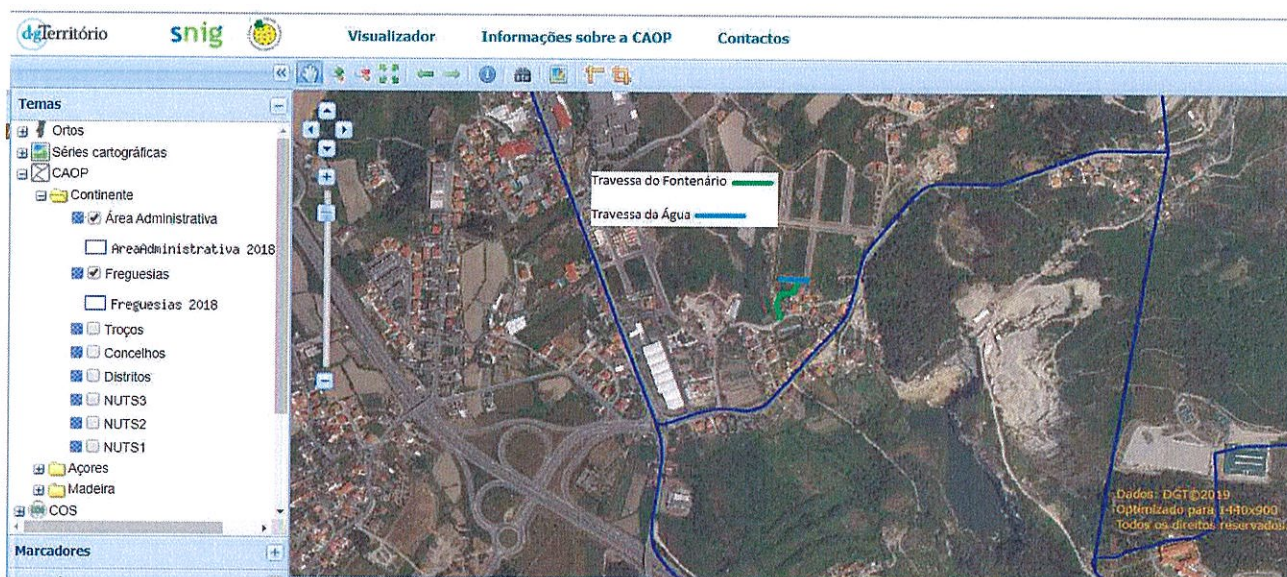 dgTerritório
snig
Visualizador
Informações sobre a CAOP
Contactos
Temas
Ortos
Séries cartográficas
CAOP
Continente
Área Administrativa
AreaAdministrativa 2018
Freguesias
Freguesias 2018
Troços
Concelhos
Distritos
NUTS3
NUTS2
NUTS1
Açores
Madeira
COS
Marcadores
Travessa do Fontenário
Travessa da Água
Dados: DGT©2019
Optimizado para 1440x900
Todos os direitos reservados